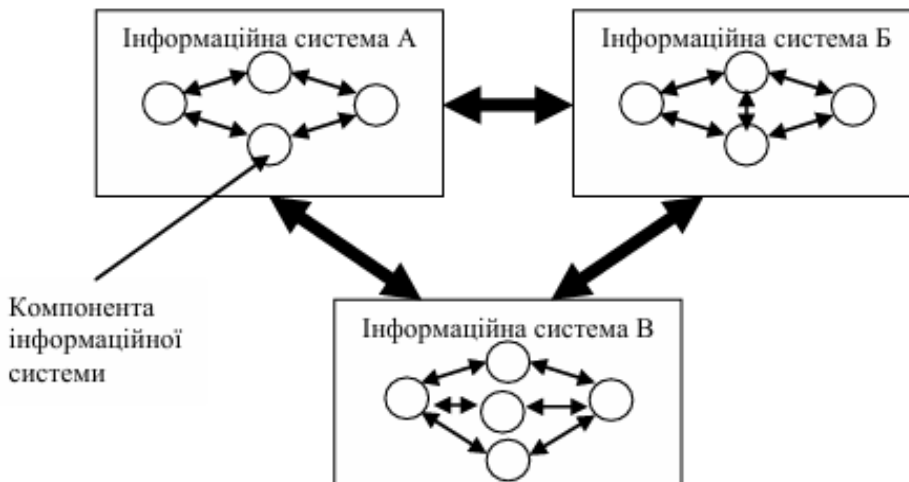 Інформаційна система А
Інформаційна система Б
Компонента
інформаційної
системи
Інформаційна система В